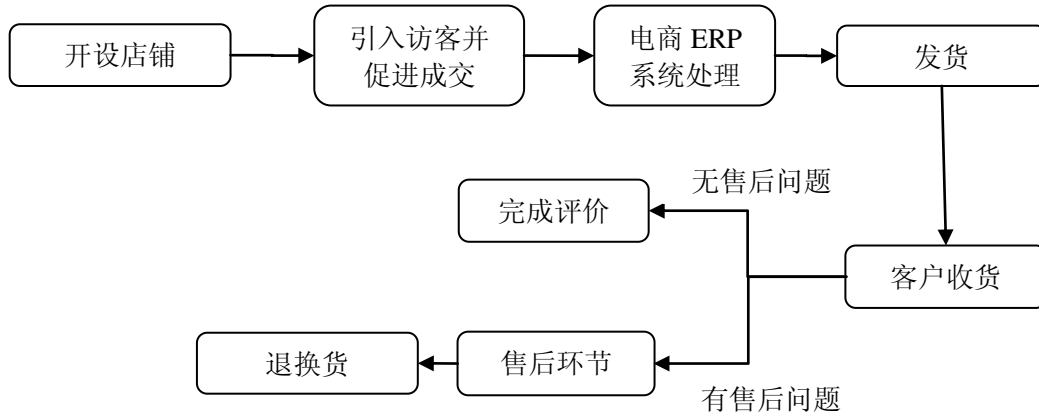 开设店铺
引入访客并
促进成交
电商 ERP
系统处理
发货
无售后问题
完成评价
客户收货
退换货
售后环节
有售后问题